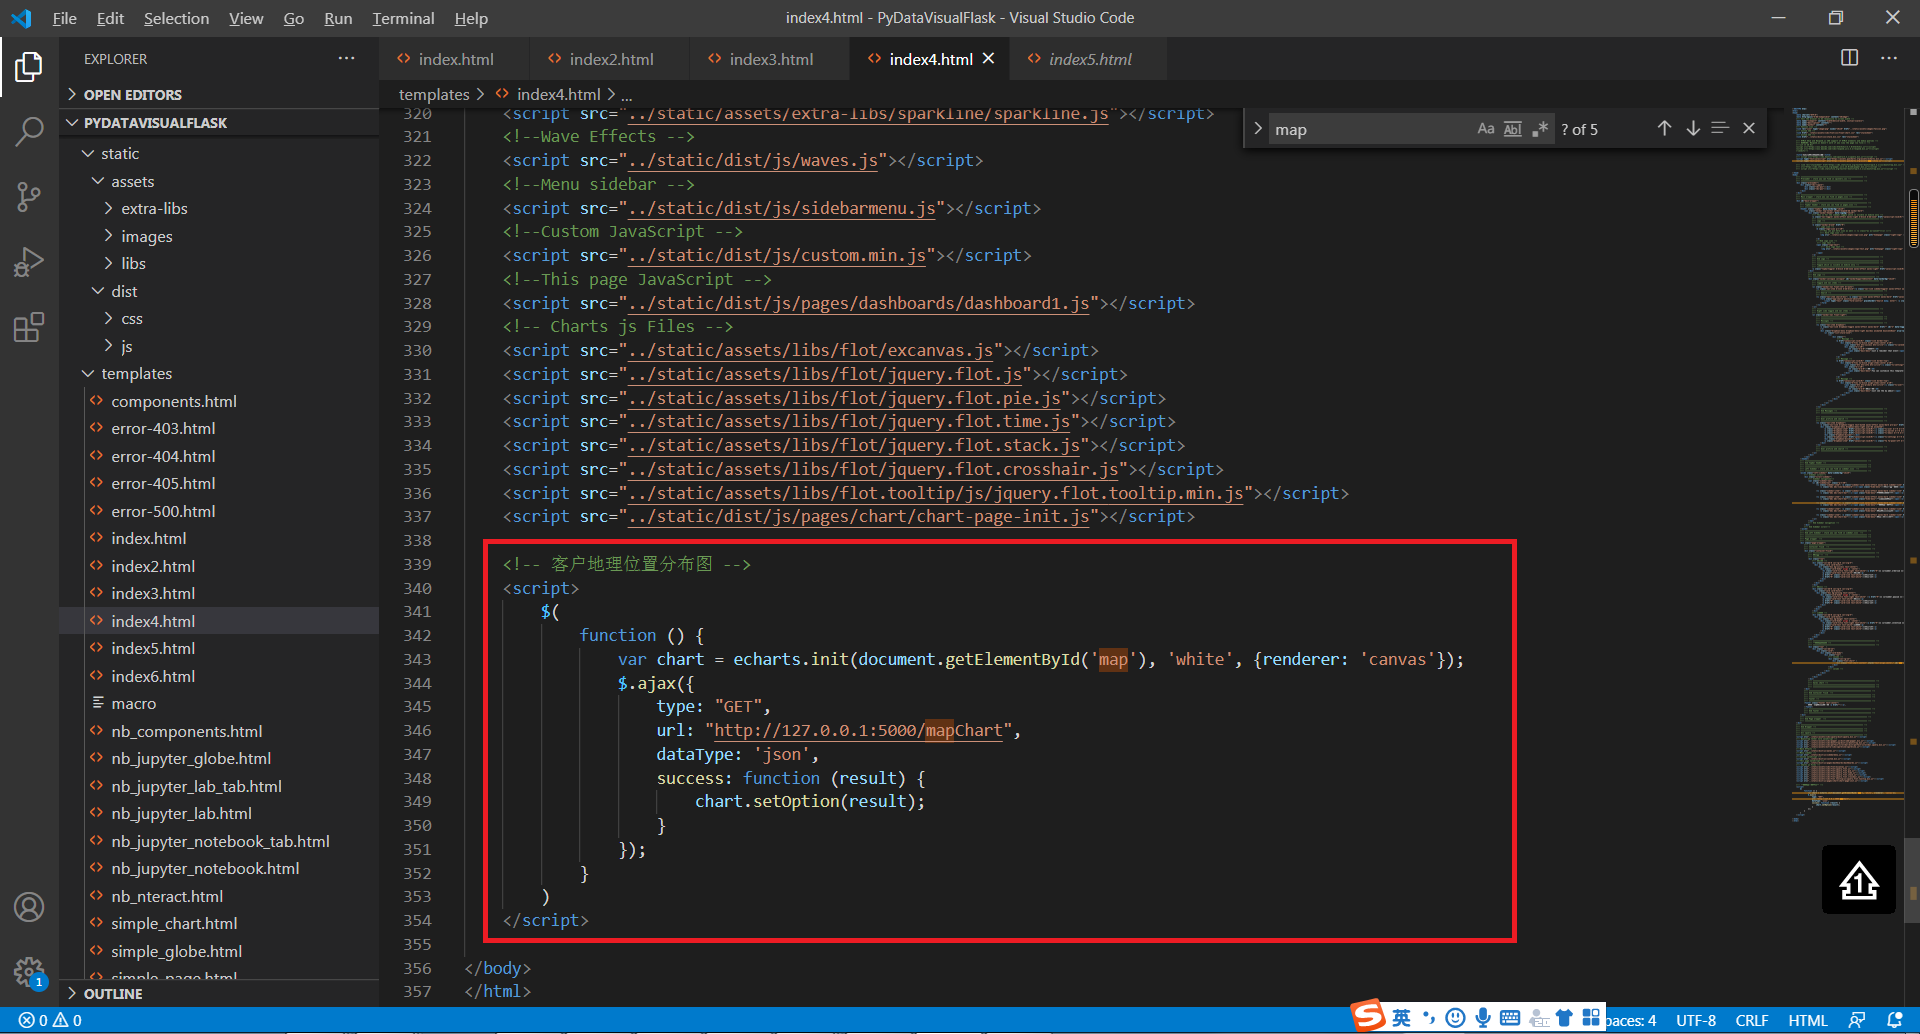 File Edit Selection View Go Run Terminal Help
index4.html - PyDataVisualFlask - Visual Studio Code
EXPLORER
index.html index2.html index3.html index4.html index5.html
OPEN EDITORS
templates > index4.html > ...
PYDATAVISUALFLASK
static
assets
extra-libs
images
libs
dist
css
js
templates
components.html
error-403.html
error-404.html
error-405.html
error-500.html
index.html
index2.html
index3.html
index4.html
index5.html
index6.html
macro
nb_components.html
nb_jupyter_globe.html
nb_jupyter_lab_tab.html
nb_jupyter_lab.html
nb_jupyter_notebook_tab.html
nb_jupyter_notebook.html
nb_nteract.html
simple_chart.html
simple_globe.html
simple_page.html
OUTLINE
map Aa Abl .* ? of 5
320 <script src="../static/assets/extra-libs/sparkline/sparkline.js"></script>
321 <!--Wave Effects -->
322 <script src="../static/dist/js/waves.js"></script>
323 <!--Menu sidebar -->
324 <script src="../static/dist/js/sidebarmenu.js"></script>
325 <!--Custom JavaScript -->
326 <script src="../static/dist/js/custom.min.js"></script>
327 <!--This page JavaScript -->
328 <script src="../static/dist/js/pages/dashboards/dashboard1.js"></script>
329 <!-- Charts js Files -->
330 <script src="../static/assets/libs/flot/excanvas.js"></script>
331 <script src="../static/assets/libs/flot/jquery.flot.js"></script>
332 <script src="../static/assets/libs/flot/jquery.flot.pie.js"></script>
333 <script src="../static/assets/libs/flot/jquery.flot.time.js"></script>
334 <script src="../static/assets/libs/flot/jquery.flot.stack.js"></script>
335 <script src="../static/assets/libs/flot/jquery.flot.crosshair.js"></script>
336 <script src="../static/assets/libs/flot.tooltip/js/jquery.flot.tooltip.min.js"></script>
337 <script src="../static/dist/js/pages/chart/chart-page-init.js"></script>
338
339 <!-- 客户地理位置分布图 -->
340 <script>
341 $(
342 function () {
343 var chart = echarts.init(document.getElementById('map'), 'white', {renderer: 'canvas'});
344 $.ajax({
345 type: "GET",
346 url: "http://127.0.0.1:5000/mapChart",
347 dataType: 'json',
348 success: function (result) {
349 chart.setOption(result);
350 }
351 });
352 }
353 )
354 </script>
355
356 </body>
357 </html>
1
1
0 0
S 英
paces: 4 UTF-8 CRLF HTML